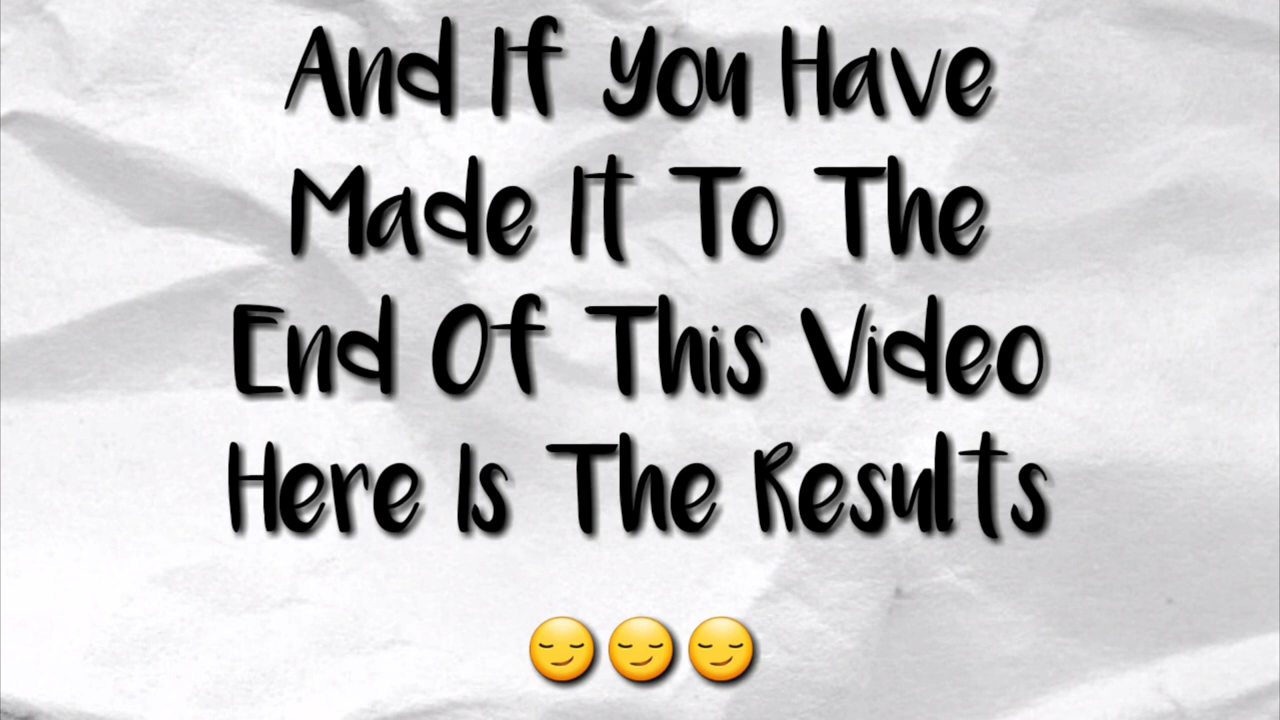 And If You Have
Made It To The
End Of This Video
Here Is The Results
😏😏😏